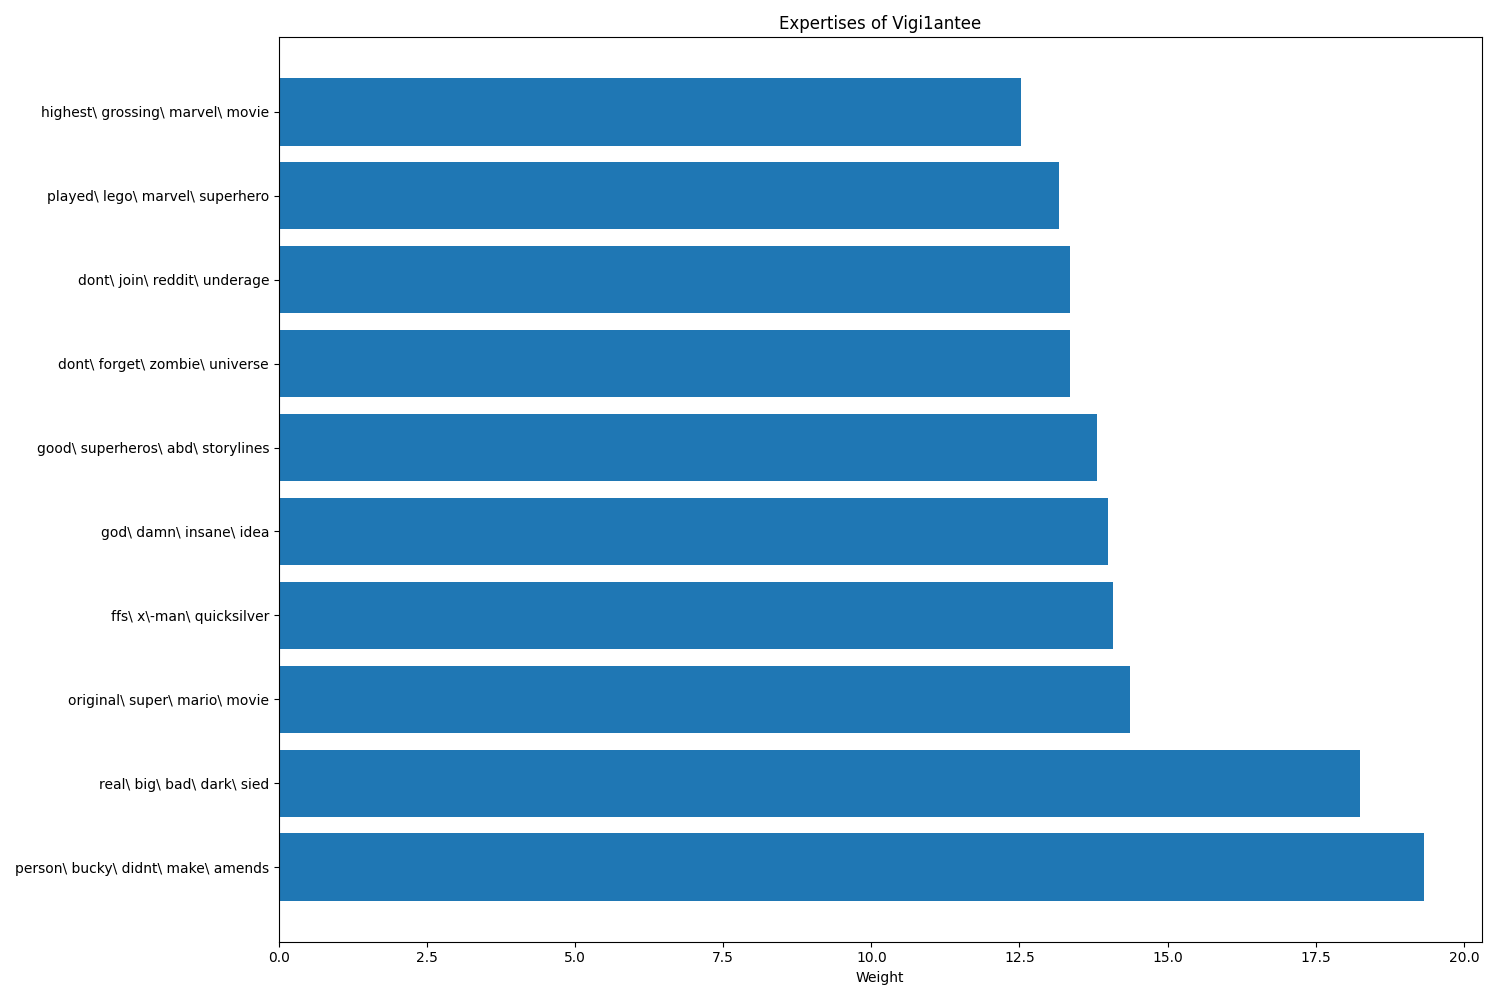 Expertises of Vigi1antee
highest\ grossing\ marvel\ movie
played\ lego\ marvel\ superhero
dont\ join\ reddit\ underage
dont\ forget\ zombie\ universe
good\ superheros\ abd\ storylines
god\ damn\ insane\ idea
ffs\ x\-man\ quicksilver
original\ super\ mario\ movie
real\ big\ bad\ dark\ sied
person\ bucky\ didnt\ make\ amends
0.0 2.5 5.0 7.5 10.0 12.5 15.0 17.5 20.0
Weight